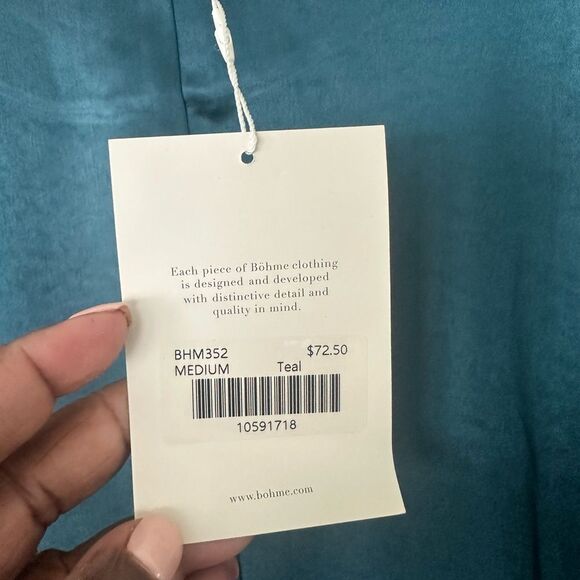 Each piece of Böhme clothing
is designed and developed
with distinctive detail and
quality in mind.
BHM352 $72.50
MEDIUM Teal
10591718
www.bohme.com